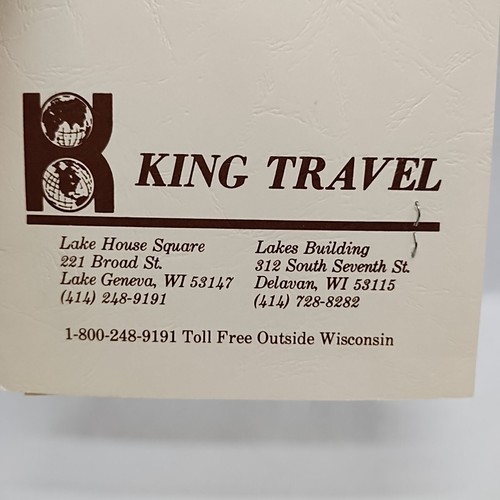 KING TRAVEL
Lake House Square
221 Broad St.
Lake Geneva, WI 53147
(414) 248-9191
Lakes Building
312 South Seventh St.
Delavan, WI 53115
(414) 728-8282
1-800-248-9191 Toll Free Outside Wisconsin